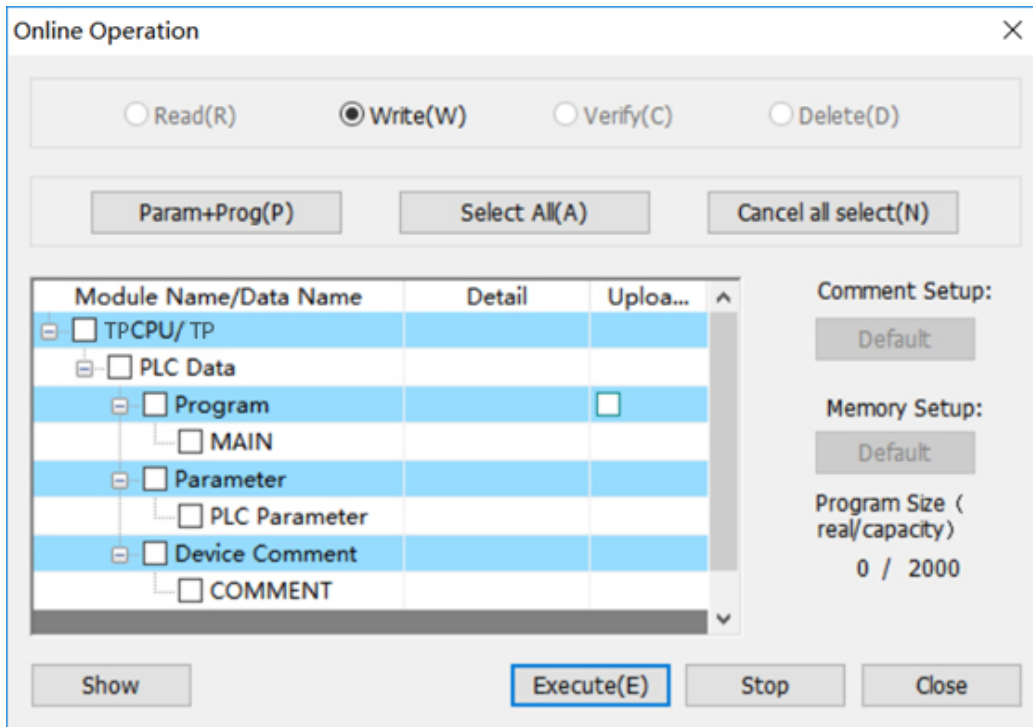 Online Operation
Read(R) Write(W) Verify(C) Delete(D)
Param+Prog(P) Select All(A) Cancel all select(N)
Module Name/Data Name Detail Uploa...
TPCPU/ TP
PLC Data
Program
MAIN
Parameter
PLC Parameter
Device Comment
COMMENT
Comment Setup:
Default
Memory Setup:
Default
Program Size (
real/capacity)
0 / 2000
Show Execute(E) Stop Close